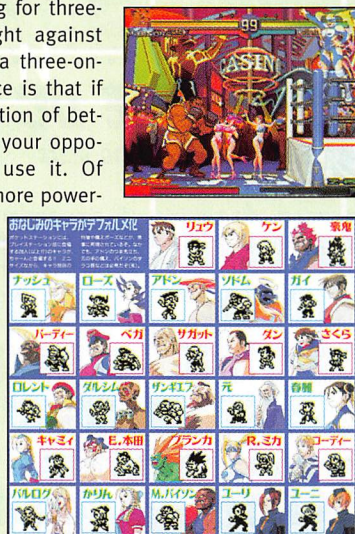 g for three-
ght against
a three-on-
te is that if
tion of bet-
your oppo-
use it. Of
more power-
99
CASINO
おなじみのキャラがデフォルメ化
リュウ
ケン
豪鬼
ナッシュ
ローズ
アドン
ソドム
ガイ
バーディー
ベガ
サガット
ダン
さくら
ロレント
ダルシム
ザンギエフ
元
春麗
キャミィ
E.本田
ブランカ
R.ミカ
コーディー
バルログ
かりん
M.バイソン
ユーリ
ユーニ